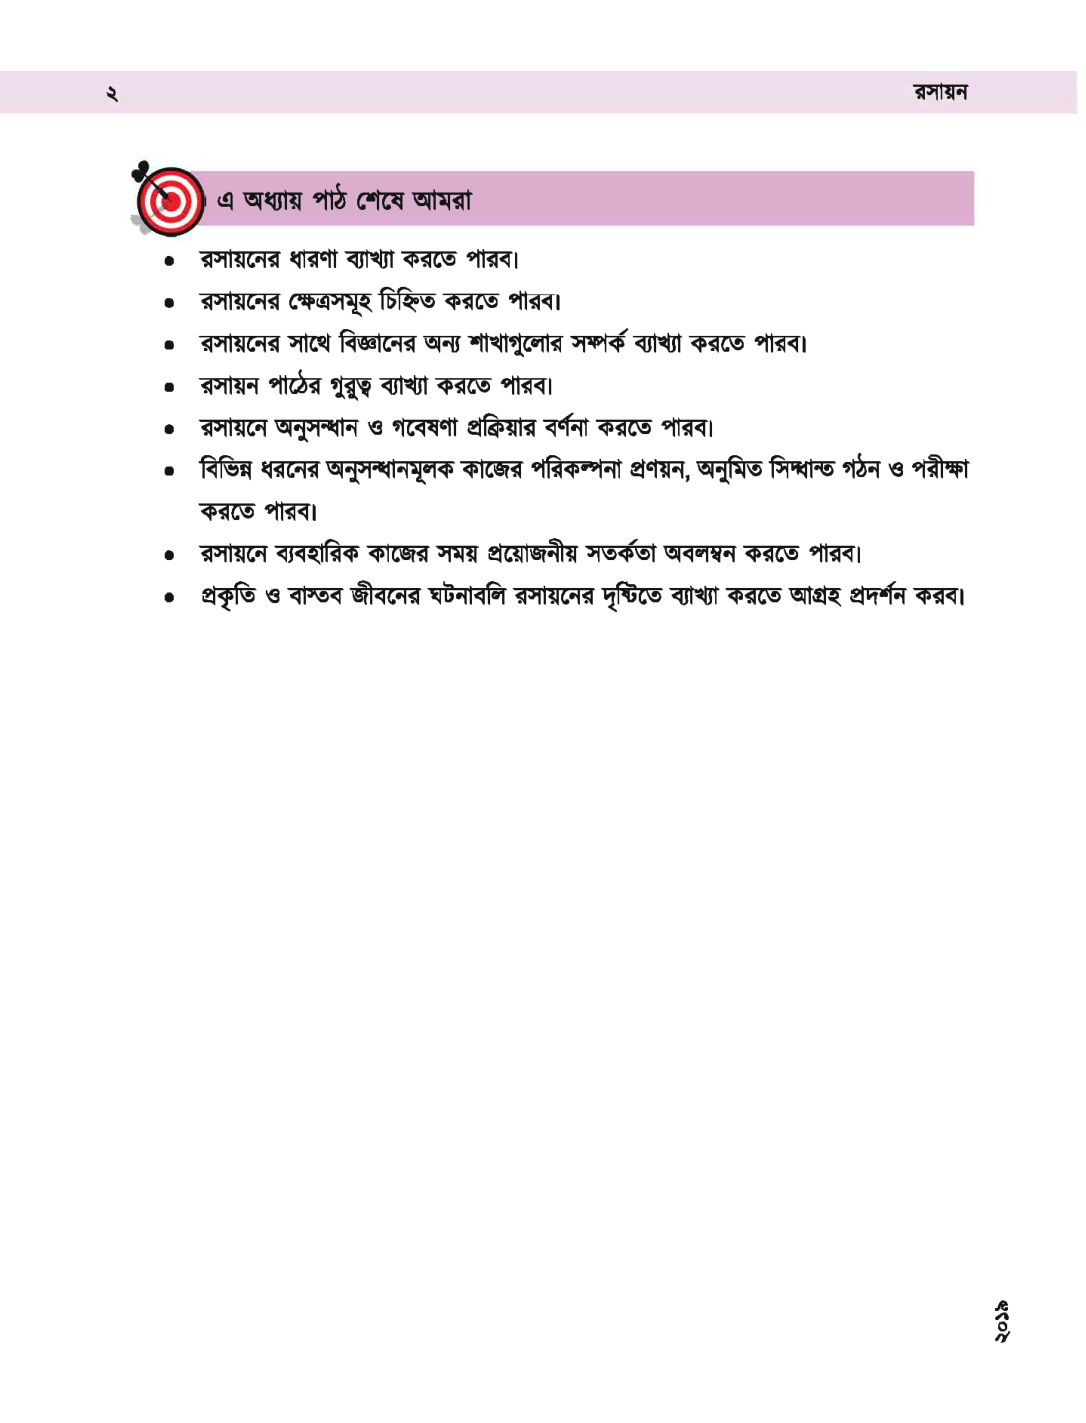 ২ রসায়ন
এ অধ্যায় পাঠ শেষে আমরা
● রসায়নের ধারণা ব্যাখ্যা করতে পারব।
● রসায়নের ক্ষেত্রসমূহ চিহ্নিত করতে পারব।
● রসায়নের সাথে বিজ্ঞানের অন্য শাখাগুলোর সম্পর্ক ব্যাখ্যা করতে পারব।
● রসায়ন পাঠের গুরুত্ব ব্যাখ্যা করতে পারব।
● রসায়নে অনুসন্ধান ও গবেষণা প্রক্রিয়ার বর্ণনা করতে পারব।
● বিভিন্ন ধরনের অনুসন্ধানমূলক কাজের পরিকল্পনা প্রণয়ন, অনুমিত সিদ্ধান্ত গঠন ও পরীক্ষা
করতে পারব।
● রসায়নে ব্যবহারিক কাজের সময় প্রয়োজনীয় সতর্কতা অবলম্বন করতে পারব।
● প্রকৃতি ও বাস্তব জীবনের ঘটনাবলি রসায়নের দৃষ্টিতে ব্যাখ্যা করতে আগ্রহ প্রদর্শন করব।
২০১৯